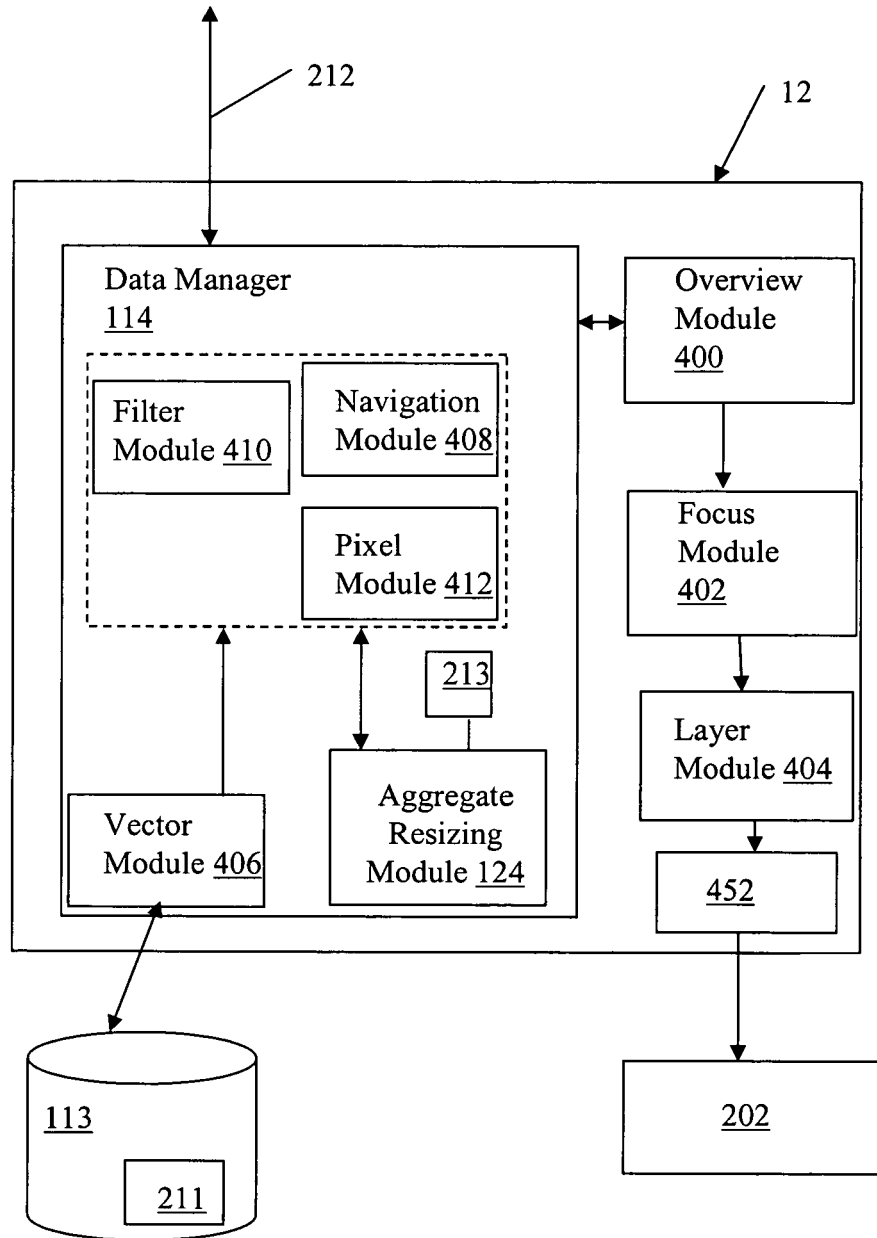 212
12
Data Manager
114
Overview
Module
400
Filter
Module 410
Navigation
Module 408
Pixel
Module 412
Focus
Module
402
213
Layer
Module 404
Vector
Module 406
Aggregate
Resizing
Module 124
452
113
211
202